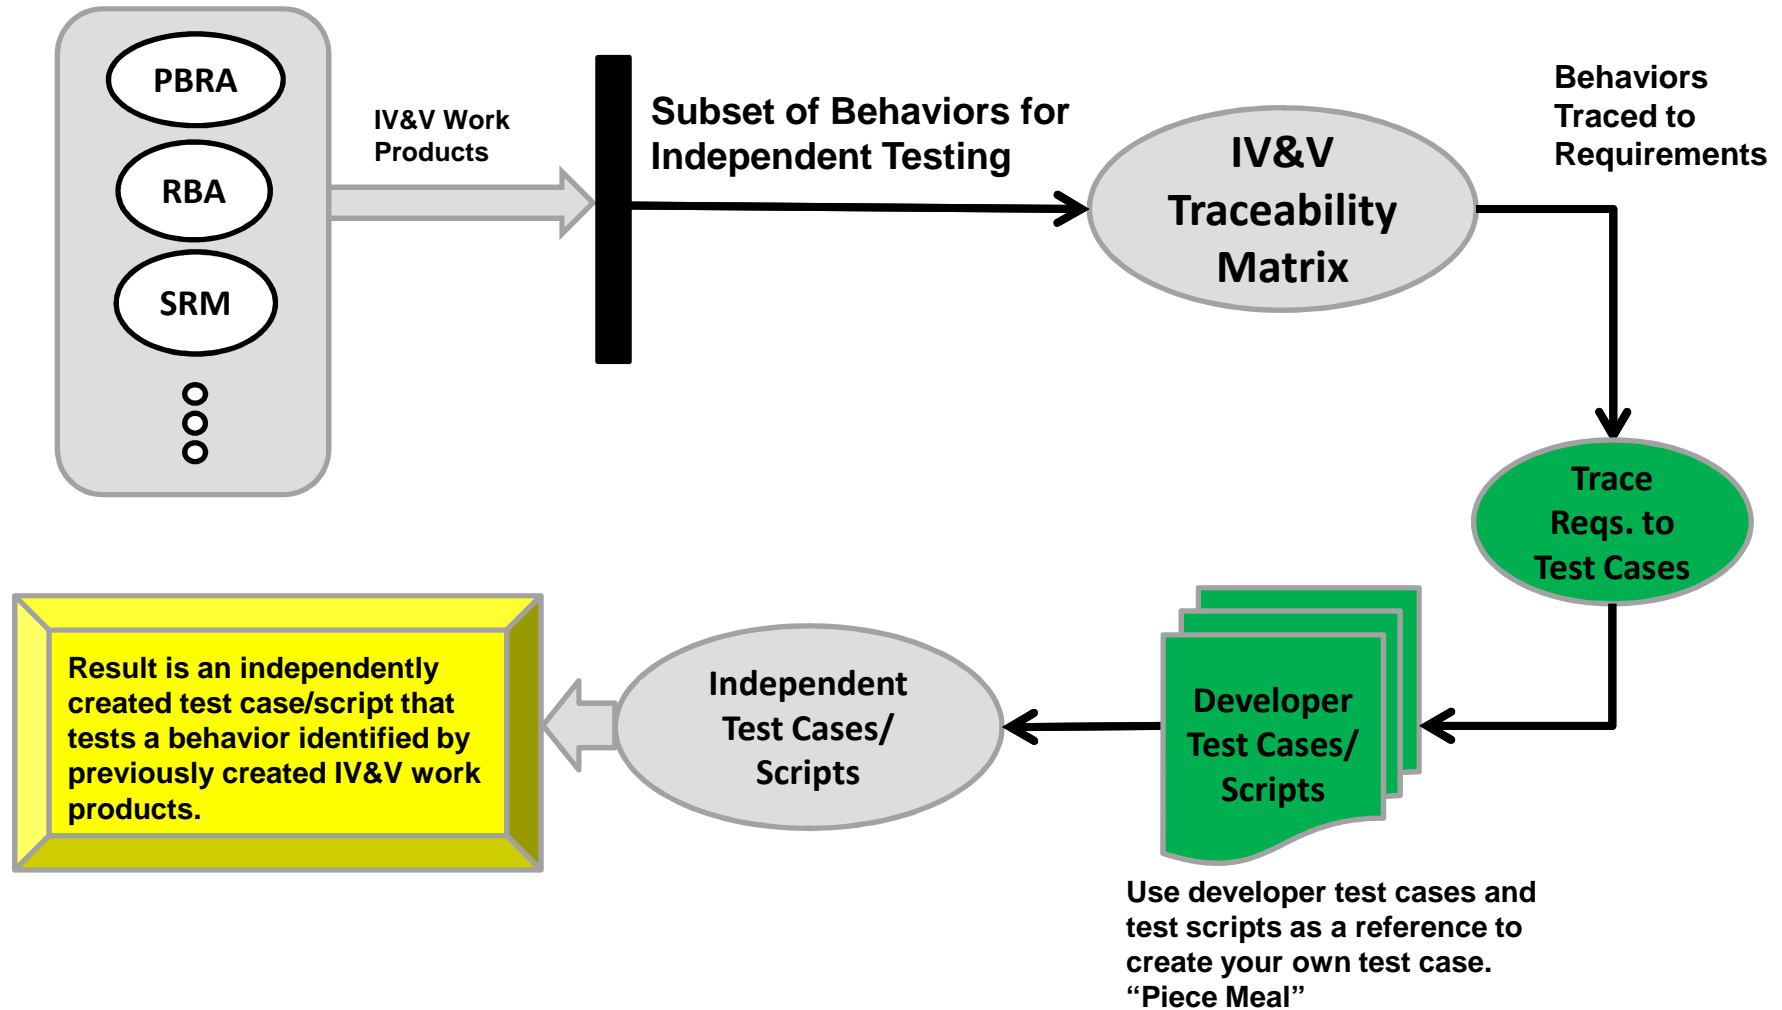 PBRA
RBA
SRM
IV&V Work
Products
Subset of Behaviors for
Independent Testing
IV&V
Traceability
Matrix
Behaviors
Traced to
Requirements
Trace
Reqs. to
Test Cases
Developer
Test Cases/
Scripts
Use developer test cases and
test scripts as a reference to
create your own test case.
“Piece Meal”
Independent
Test Cases/
Scripts
Result is an independently
created test case/script that
tests a behavior identified by
previously created IV&V work
products.